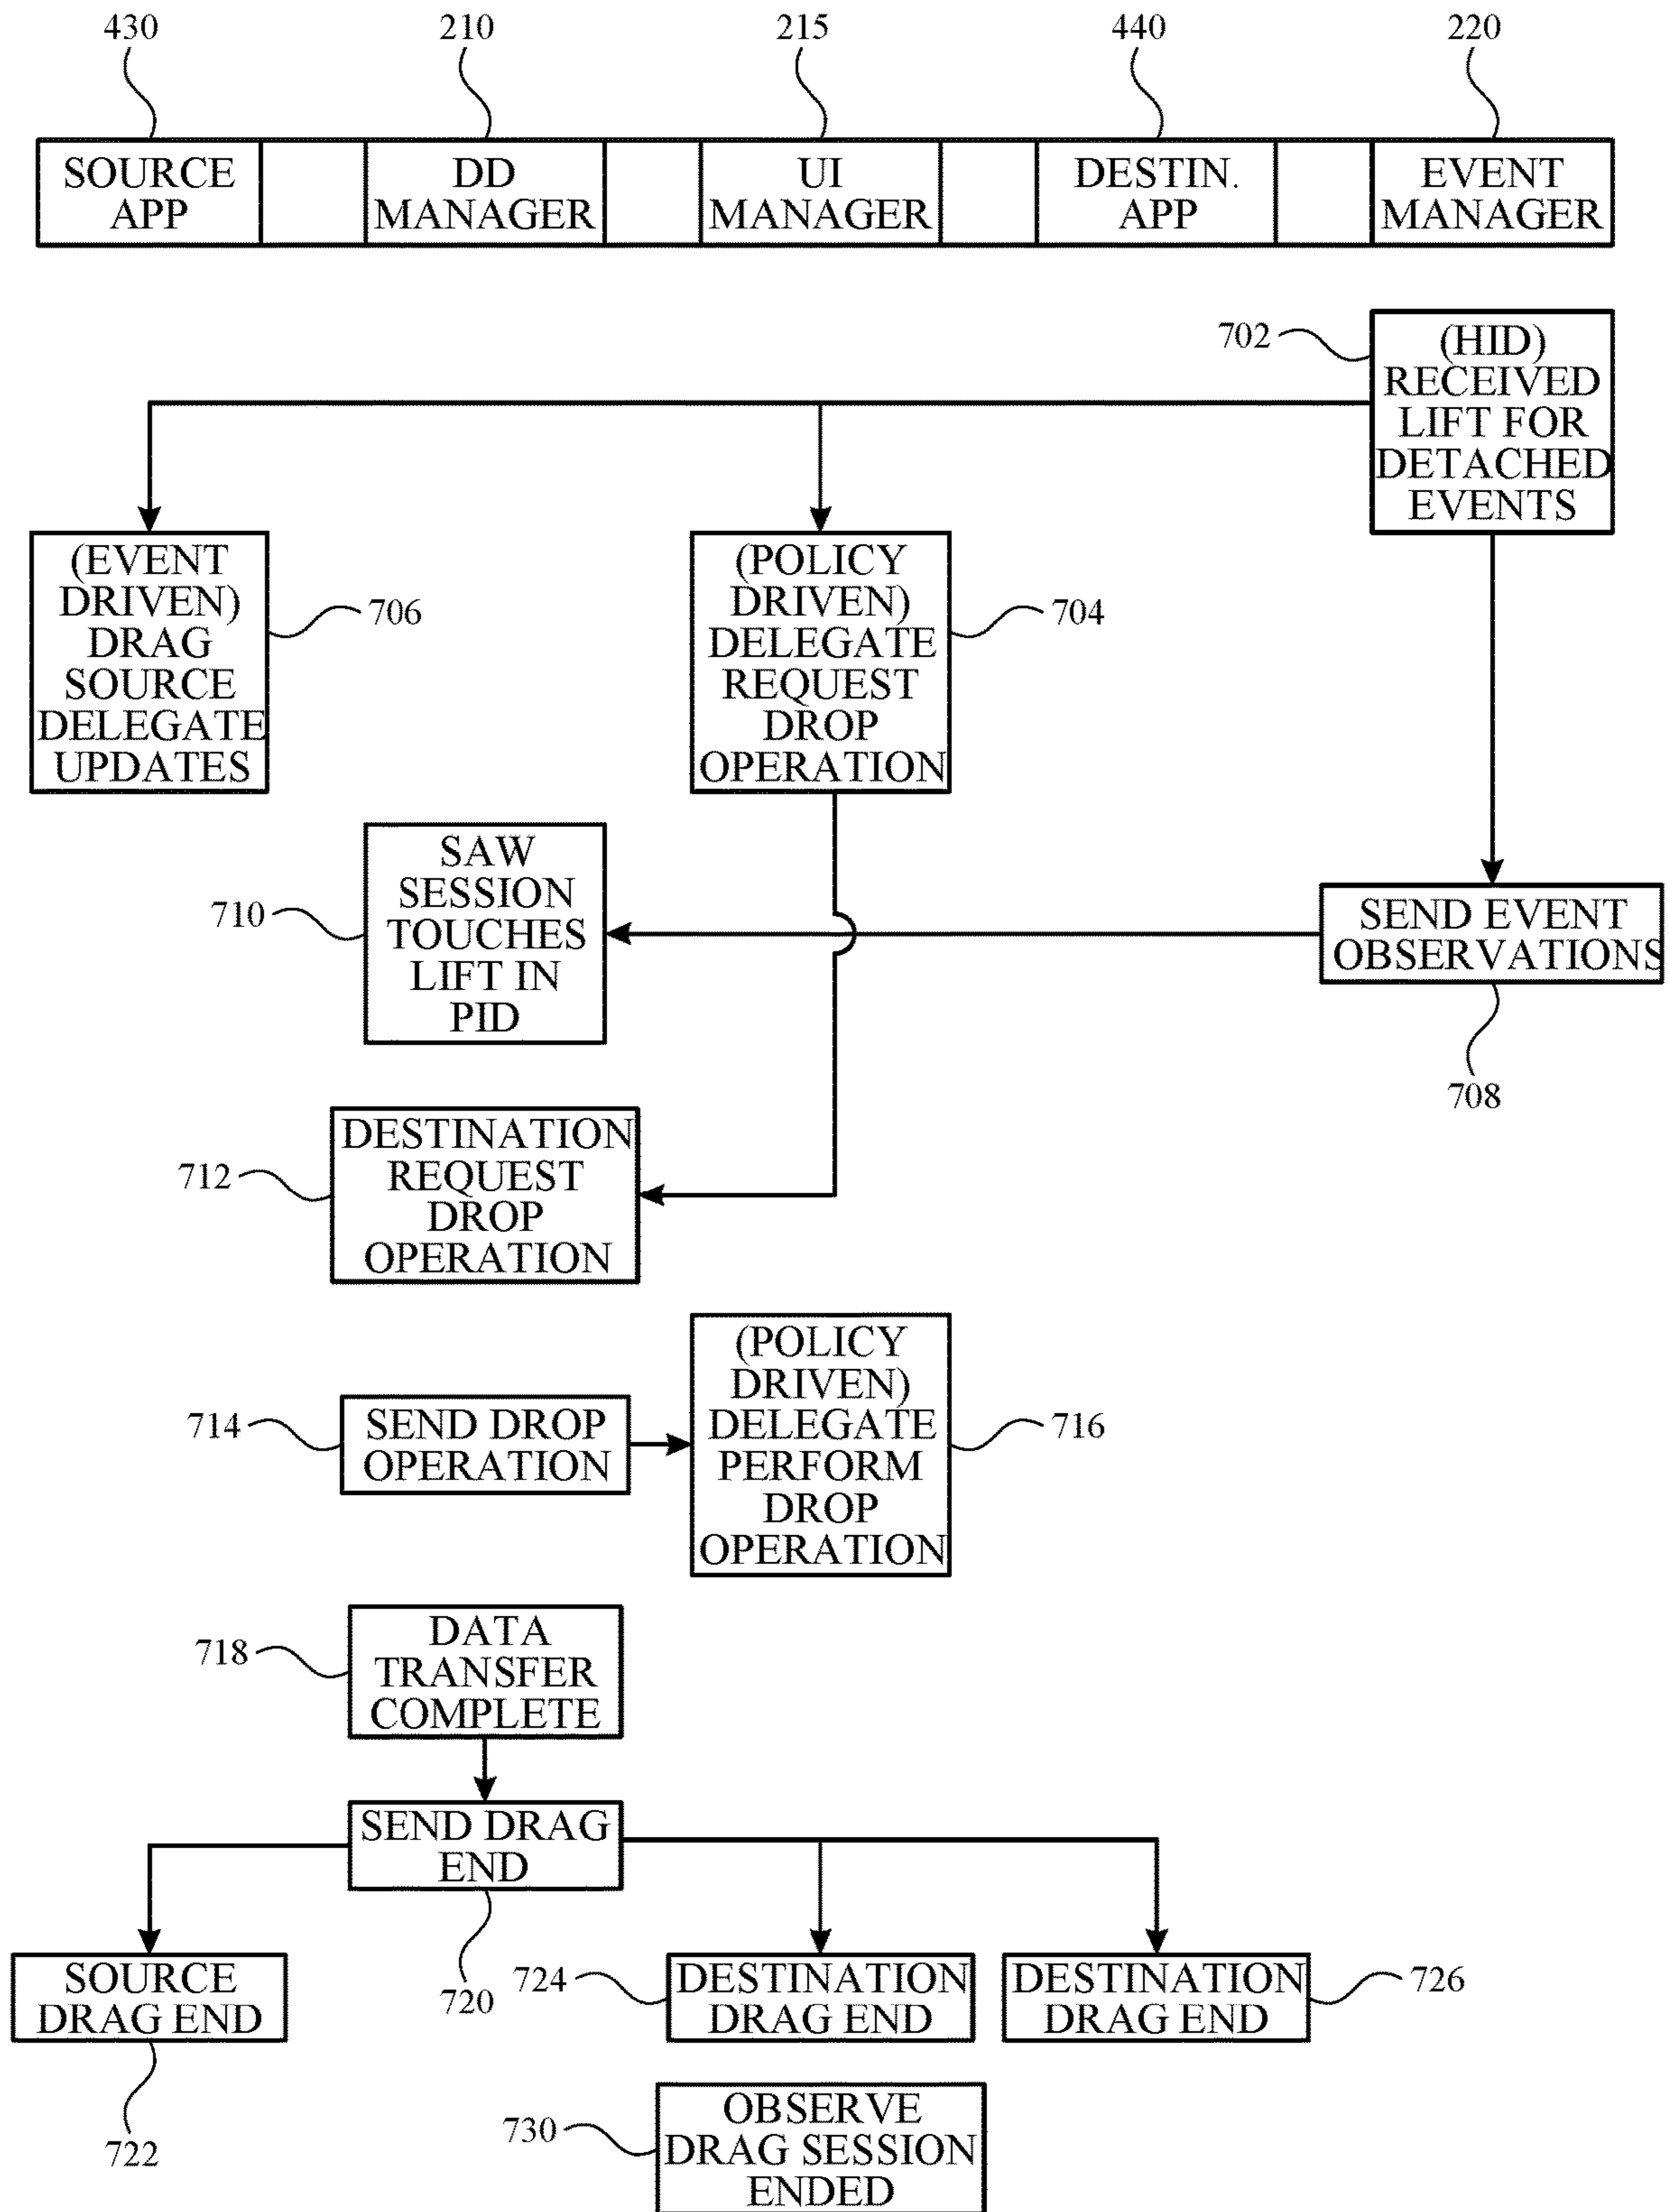 430
210
215
440
220
SOURCE
APP
DD
MANAGER
UI
MANAGER
DESTIN.
APP
EVENT
MANAGER
702
(HID)
RECEIVED
LIFT FOR
DETACHED
EVENTS
(EVENT
DRIVEN)
DRAG
SOURCE
DELEGATE
UPDATES
706
(POLICY
DRIVEN)
DELEGATE
REQUEST
DROP
OPERATION
704
710
SAW
SESSION
TOUCHES
LIFT IN
PID
SEND EVENT
OBSERVATIONS
708
712
DESTINATION
REQUEST
DROP
OPERATION
714
SEND DROP
OPERATION
(POLICY
DRIVEN)
DELEGATE
PERFORM
DROP
OPERATION
716
718
DATA
TRANSFER
COMPLETE
SEND DRAG
END
720
SOURCE
DRAG END
722
724
DESTINATION
DRAG END
DESTINATION
DRAG END
726
730
OBSERVE
DRAG SESSION
ENDED